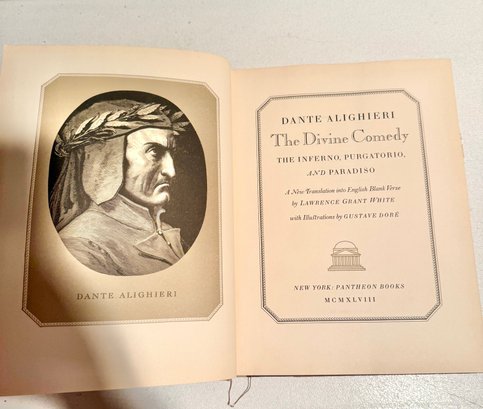 DANTE ALIGHIERI
DANTE ALIGHIERI
The Divine Comedy
THE INFERNO, PURGATORIO,
AND PARADISO
A New Translation into English Blank Verse
by LAWRENCE GRANT WHITE
with Illustrations by GUSTAVE DORÉ
NEW YORK: PANTHEON BOOKS
MCMXLVIII